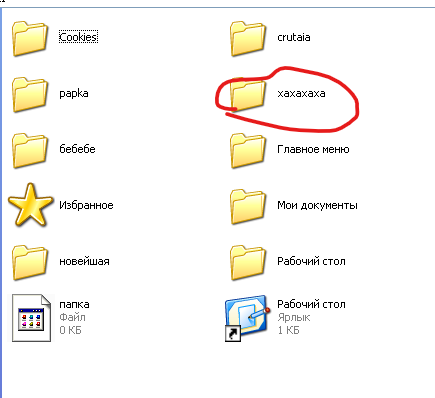 Cookies
crutaia
papka
хахахаха
бебебе
Главное меню
Избранное
Мои документы
новейшая
Рабочий стол
папка
Файл
0 КБ
Рабочий стол
Ярлык
1 КБ